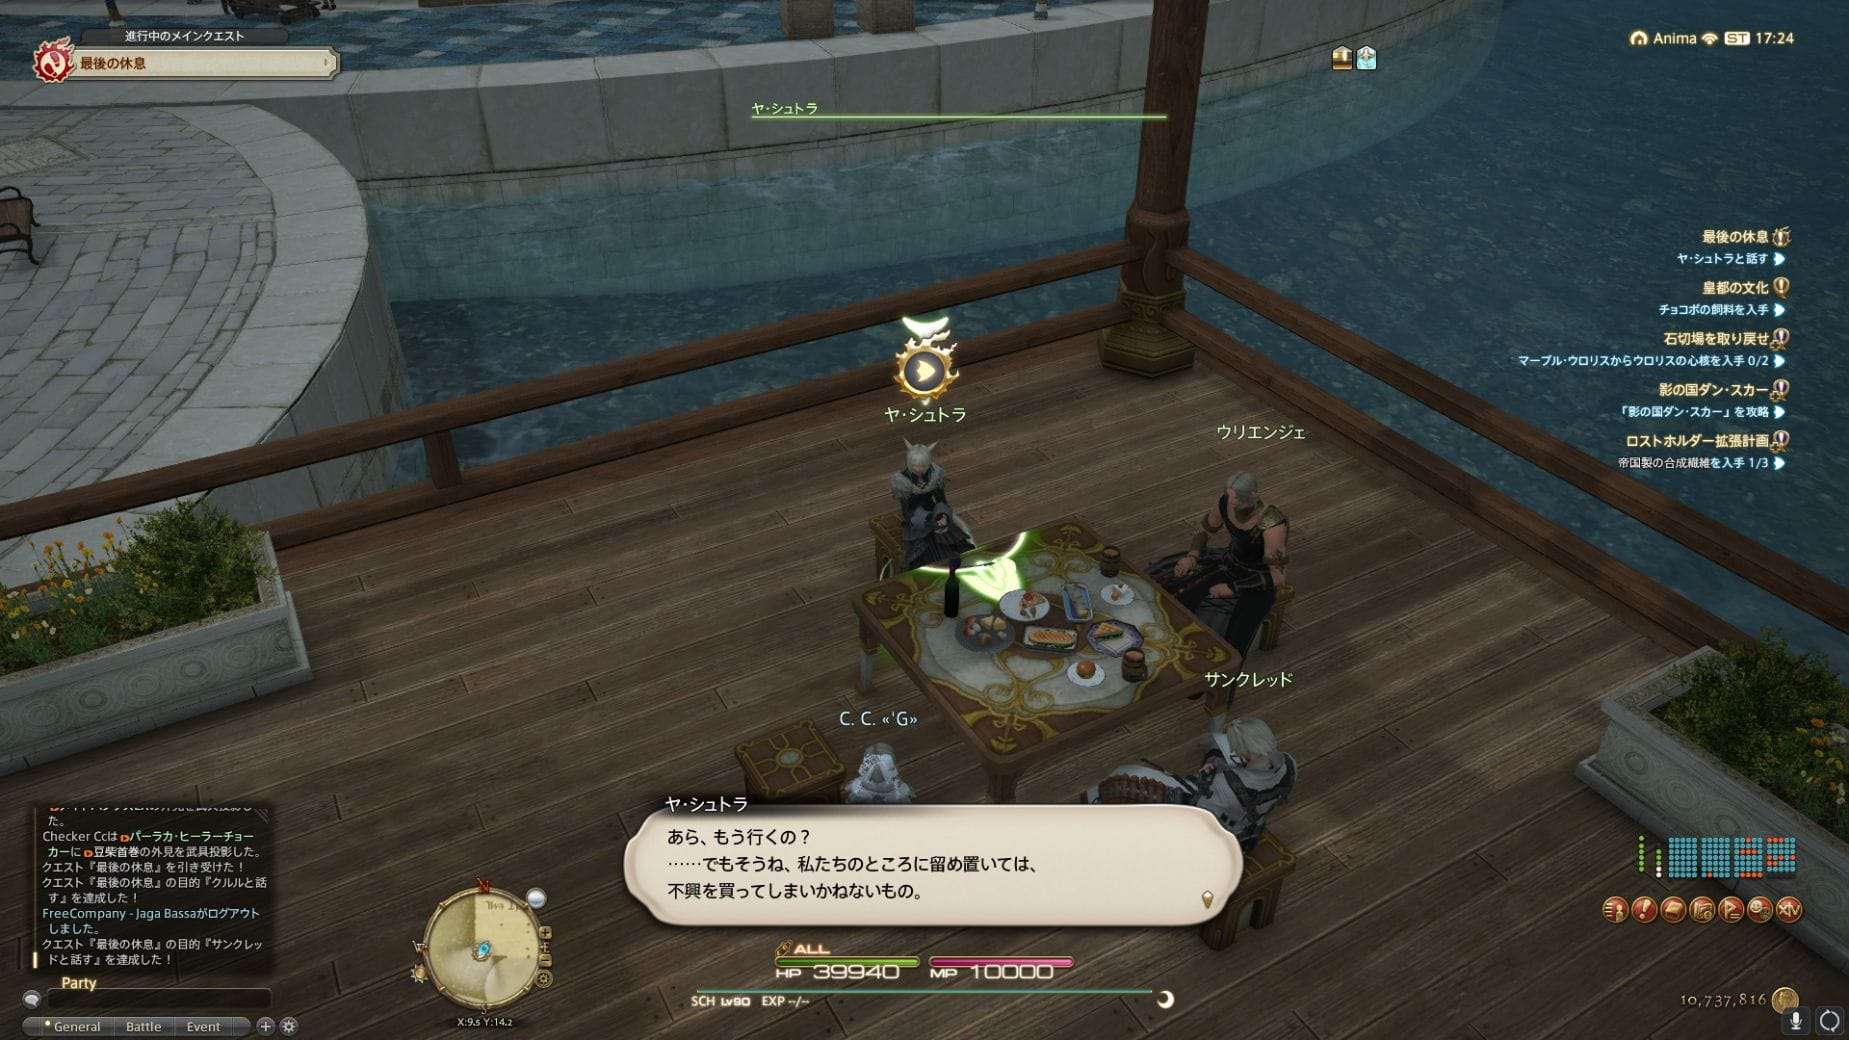 進行中のメインクエスト
最後の休息
ヤ・シュトラ
Anima ST 17:24
最後の休息
ヤ・シュトラと話す
皇都の文化
チョコボの飼料を入手
石切場を取り戻せ
マーブル・ウロリスからウロリスの心核を入手 0/2
影の国ダン・スカー
「影の国ダン・スカー」を攻略
ロストホルダー拡張計画
帝国製の合成繊維を入手 1/3
ヤ・シュトラ
ウリエンジェ
サンクレッド
C. C. «'G»
ヤ・シュトラ
あら、もう行くの？
……でもそうね、私たちのところに留め置いては、
不興を買ってしまいかねないもの。
た。
Checker Ccは パーラカ・ヒーラーチョー
カーに 豆柴首巻の外見を武具投影した。
クエスト『最後の休息』を引き受けた！
クエスト『最後の休息』の目的『クルルと話
す』を達成した！
FreeCompany - Jaga Bassaがログアウト
しました。
クエスト『最後の休息』の目的『サンクレッ
ドと話す』を達成した！
Party
General Battle Event
N
W
X:9.5 Y:14.2
ALL
HP 39940 MP 10000
SCH Lv90 EXP --/--
XIV
10,737,816